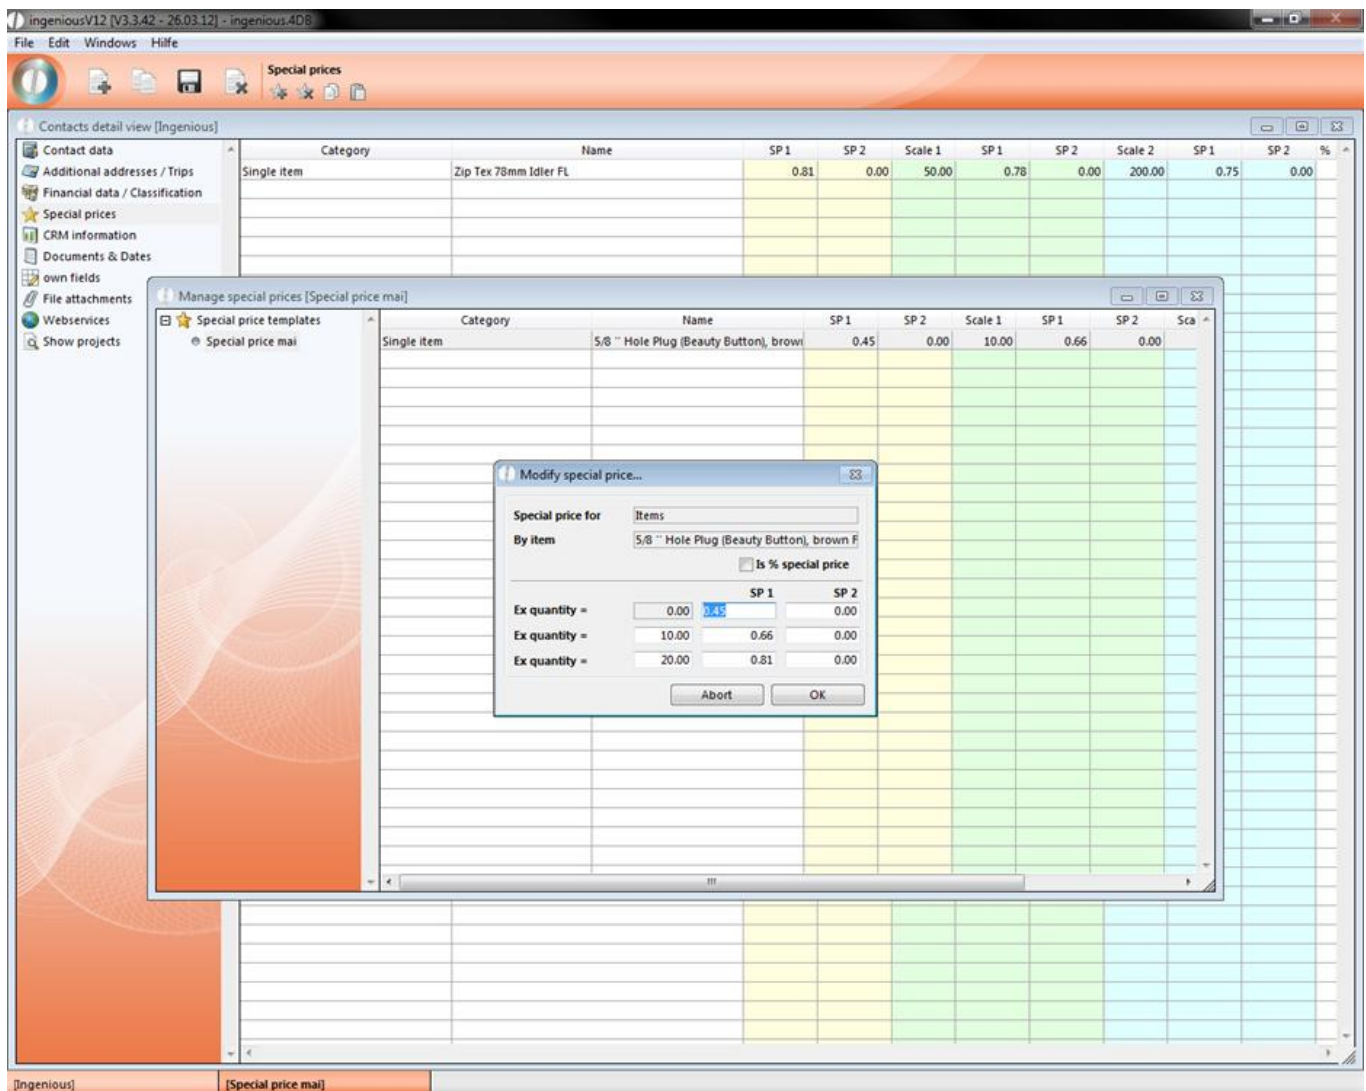 ingeniousV12 [V3.3.42 - 26.03.12] - ingenious.4DB
File Edit Windows Hilfe
Special prices
Contacts detail view [Ingenious]
Contact data
Additional addresses / Trips
Financial data / Classification
Special prices
CRM information
Documents & Dates
own fields
File attachments
Webservices
Show projects
Category Name SP 1 SP 2 Scale 1 SP 1 SP 2 Scale 2 SP 1 SP 2 %
Single item Zip Tex 78mm Idler FL 0.81 0.00 50.00 0.78 0.00 200.00 0.75 0.00
Manage special prices [Special price mai]
Special price templates
Special price mai
Category Name SP 1 SP 2 Scale 1 SP 1 SP 2 Sca
Single item 5/8 ¨ Hole Plug (Beauty Button), brown 0.45 0.00 10.00 0.66 0.00
Modify special price...
Special price for Items
By item 5/8 ¨ Hole Plug (Beauty Button), brown F
Is % special price
SP 1 SP 2
Ex quantity = 0.00 0.45 0.00
Ex quantity = 10.00 0.66 0.00
Ex quantity = 20.00 0.81 0.00
Abort OK
[Ingenious] [Special price mai]